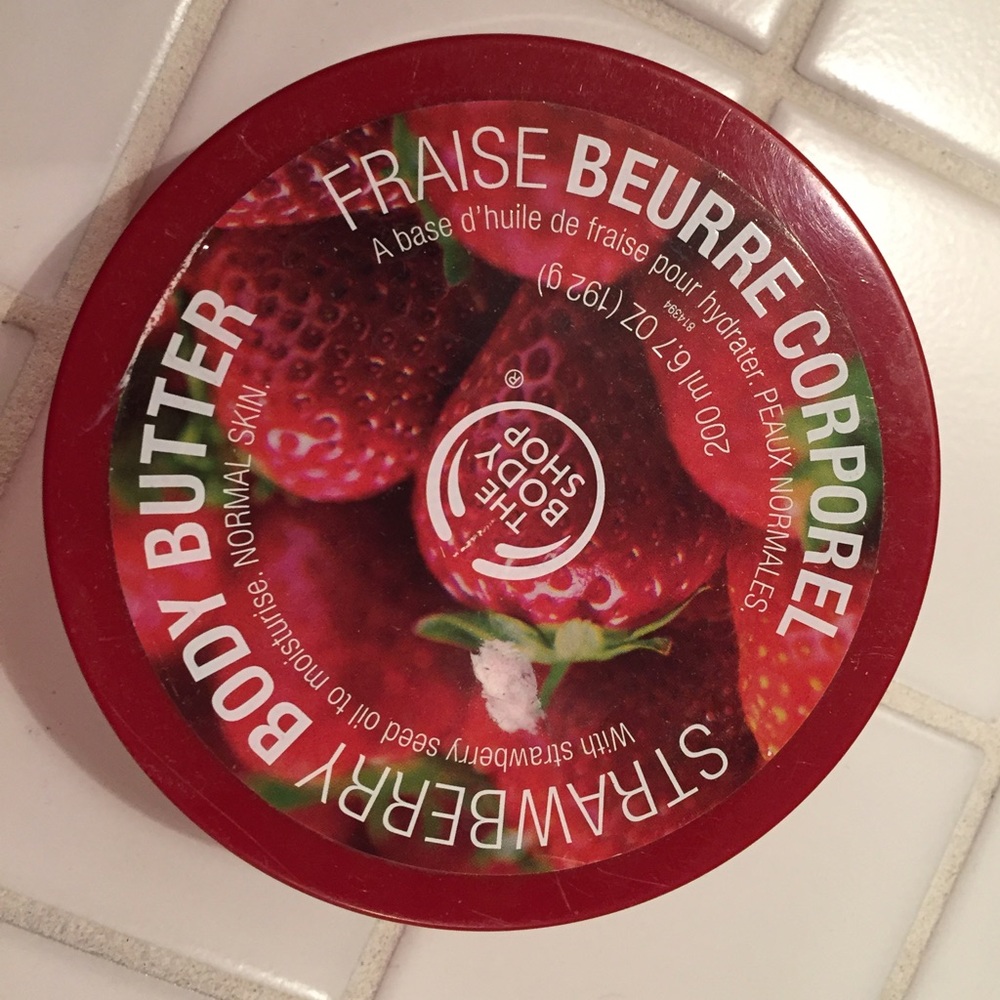 STRAWBERRY BODY BUTTER
With strawberry seed oil to moisturise. NORMAL SKIN.
FRAISE BEURRE CORPOREL
A base d'huile de fraise pour hydrater. PEAUX NORMALES.
THE
BODY
SHOP
®
200 ml 6.7 OZ (192 g)
814394